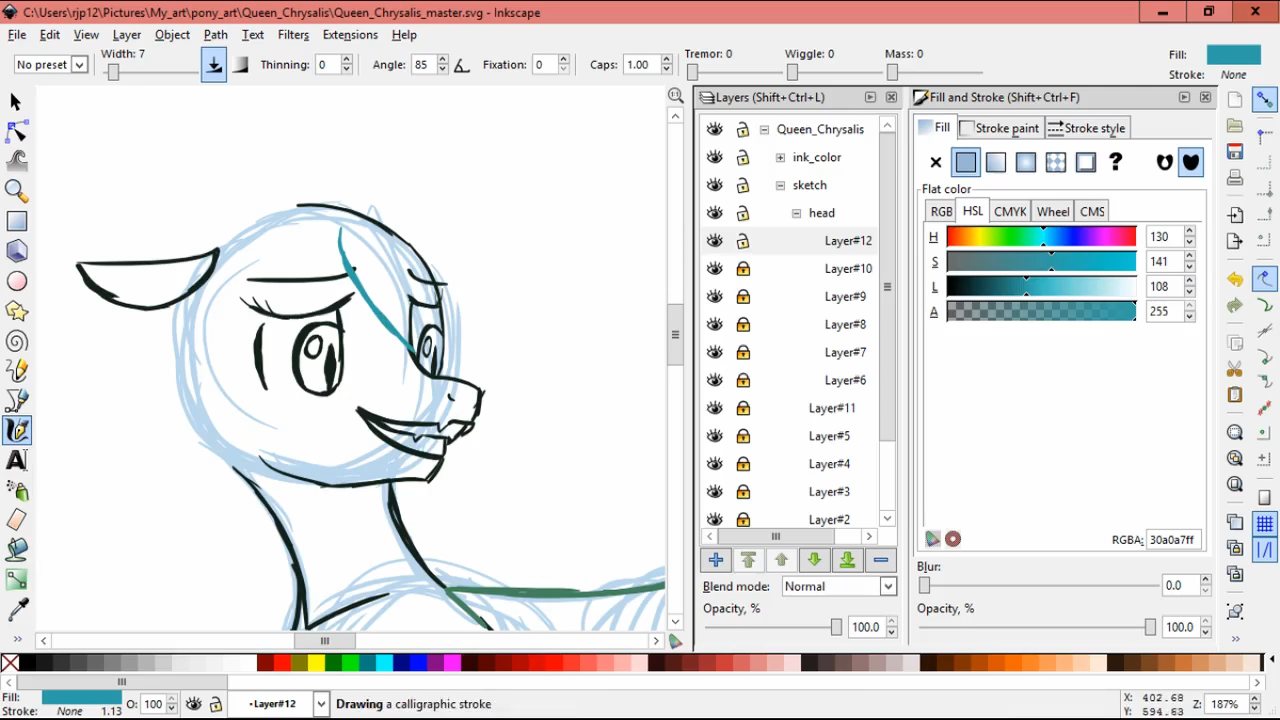 C:\Users\rjp12\Pictures\My_art\pony_art\Queen_Chrysalis\Queen_Chrysalis_master.svg - Inkscape
File Edit View Layer Object Path Text Filters Extensions Help
No preset Width: 7 Thinning: 0 Angle: 85 Fixation: 0 Caps: 1.00 Tremor: 0 Wiggle: 0 Mass: 0 Fill:
Stroke: None
Layers (Shift+Ctrl+L)
Queen_Chrysalis
ink_color
sketch
head
Layer#12
Layer#10
Layer#9
Layer#8
Layer#7
Layer#6
Layer#11
Layer#5
Layer#4
Layer#3
Layer#2
Blend mode: Normal
Opacity, % 100.0
Fill and Stroke (Shift+Ctrl+F)
Fill Stroke paint Stroke style
?
Flat color
RGB HSL CMYK Wheel CMS
H 130
S 141
L 108
A 255
RGBA: 30a0a7ff
Blur: 0.0
Opacity, % 100.0
Fill:
Stroke: None 1.13 O: 100 •Layer#12 Drawing a calligraphic stroke
X: 402.68
Y: 594.63
Z: 187%